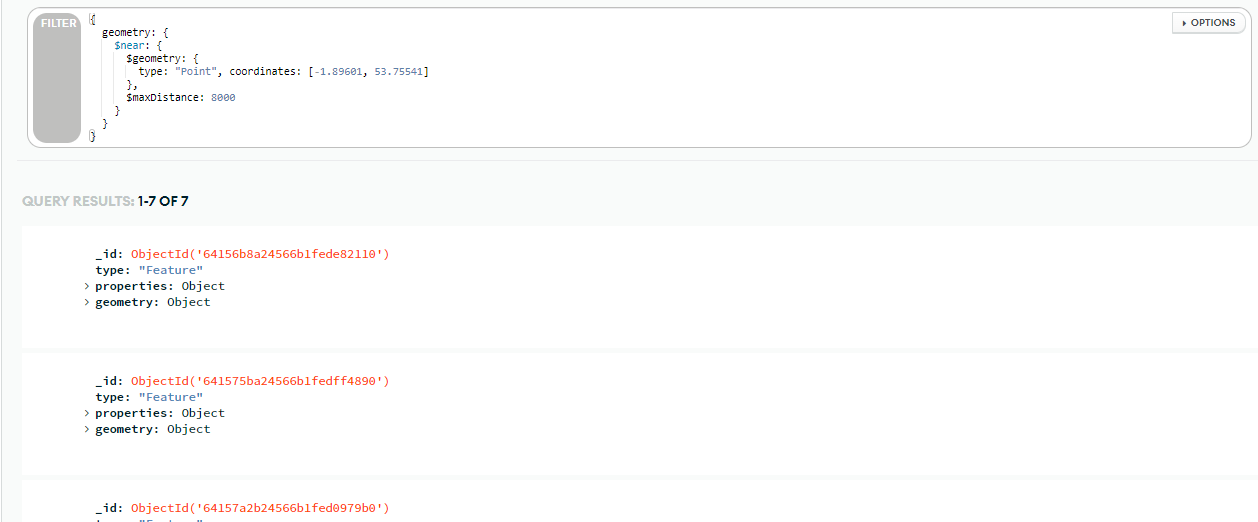 FILTER
{
geometry: {
$near: {
$geometry: {
type: "Point", coordinates: [-1.89601, 53.75541]
},
$maxDistance: 8000
}
}
}
OPTIONS
QUERY RESULTS: 1-7 OF 7
_id: ObjectId('64156b8a24566b1fede82110')
type: "Feature"
properties: Object
geometry: Object
_id: ObjectId('641575ba24566b1fedff4890')
type: "Feature"
properties: Object
geometry: Object
_id: ObjectId('64157a2b24566b1fed0979b0')